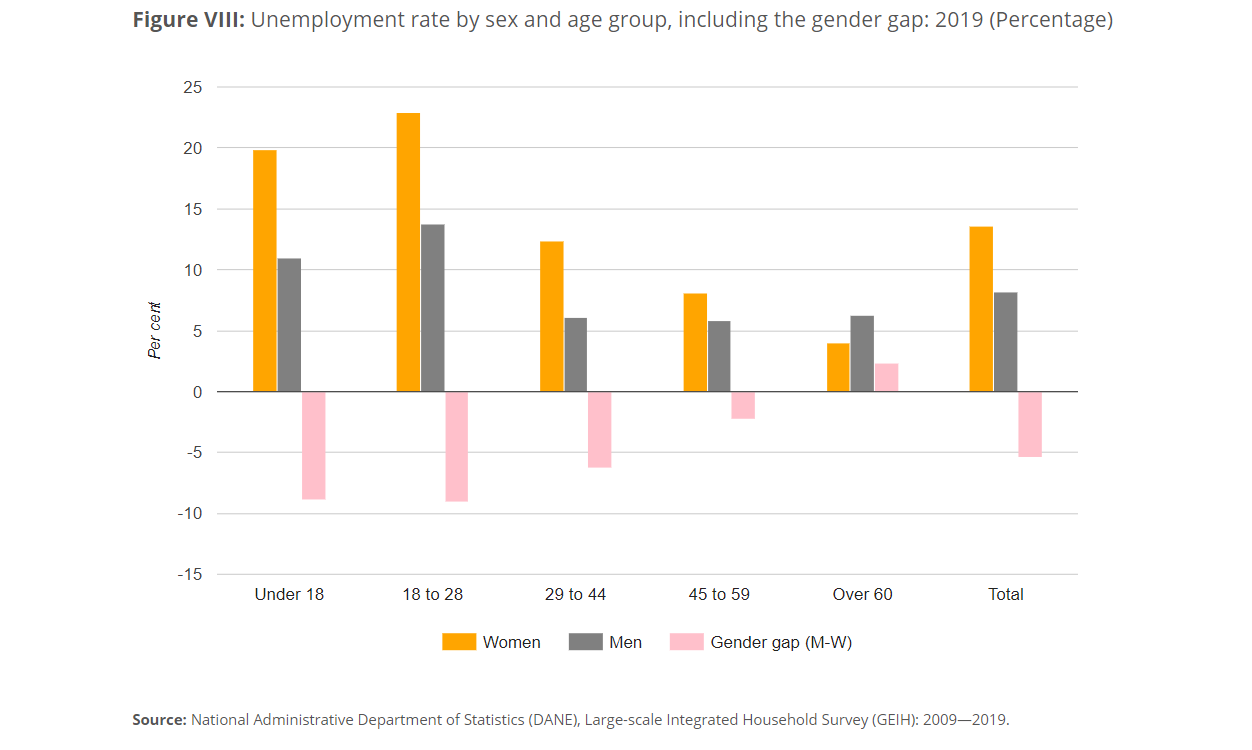 Figure VIII: Unemployment rate by sex and age group, including the gender gap: 2019 (Percentage)
25
20
15
10
5
0
-5
-10
-15
Per cent
Under 18
18 to 28
29 to 44
45 to 59
Over 60
Total
Women
Men
Gender gap (M-W)
Source: National Administrative Department of Statistics (DANE), Large-scale Integrated Household Survey (GEIH): 2009—2019.